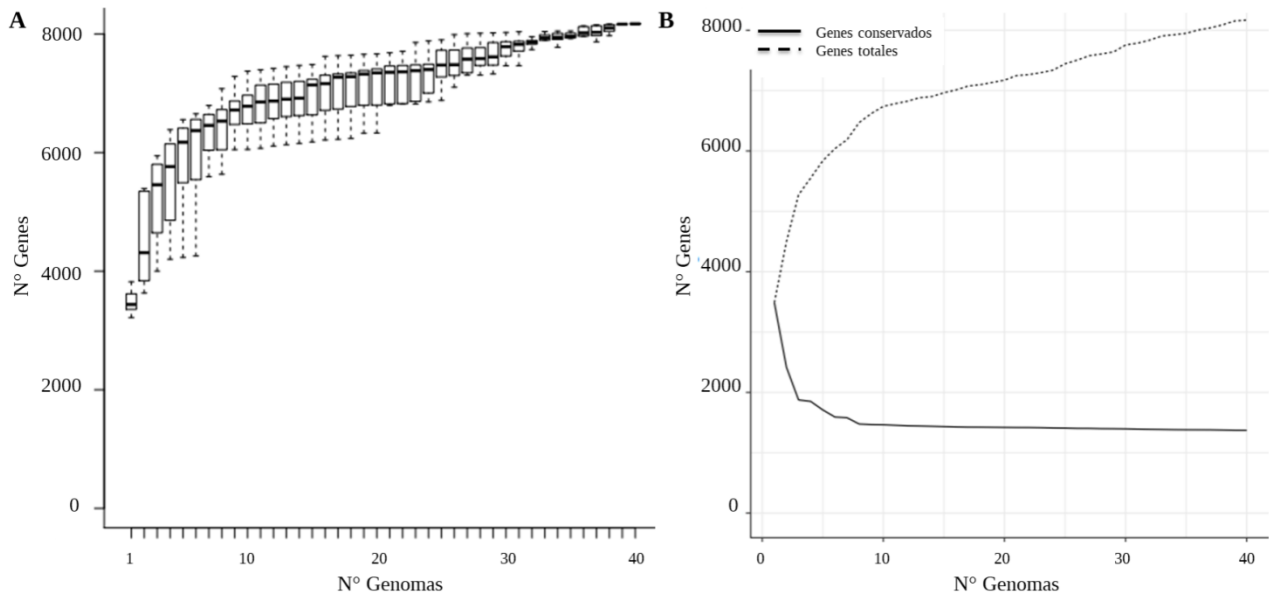 A
N° Genes
8000
6000
4000
2000
0
1 10 20 30 40
N° Genomas
B
Genes conservados
Genes totales
N° Genes
8000
6000
4000
2000
0
0 10 20 30 40
N° Genomas